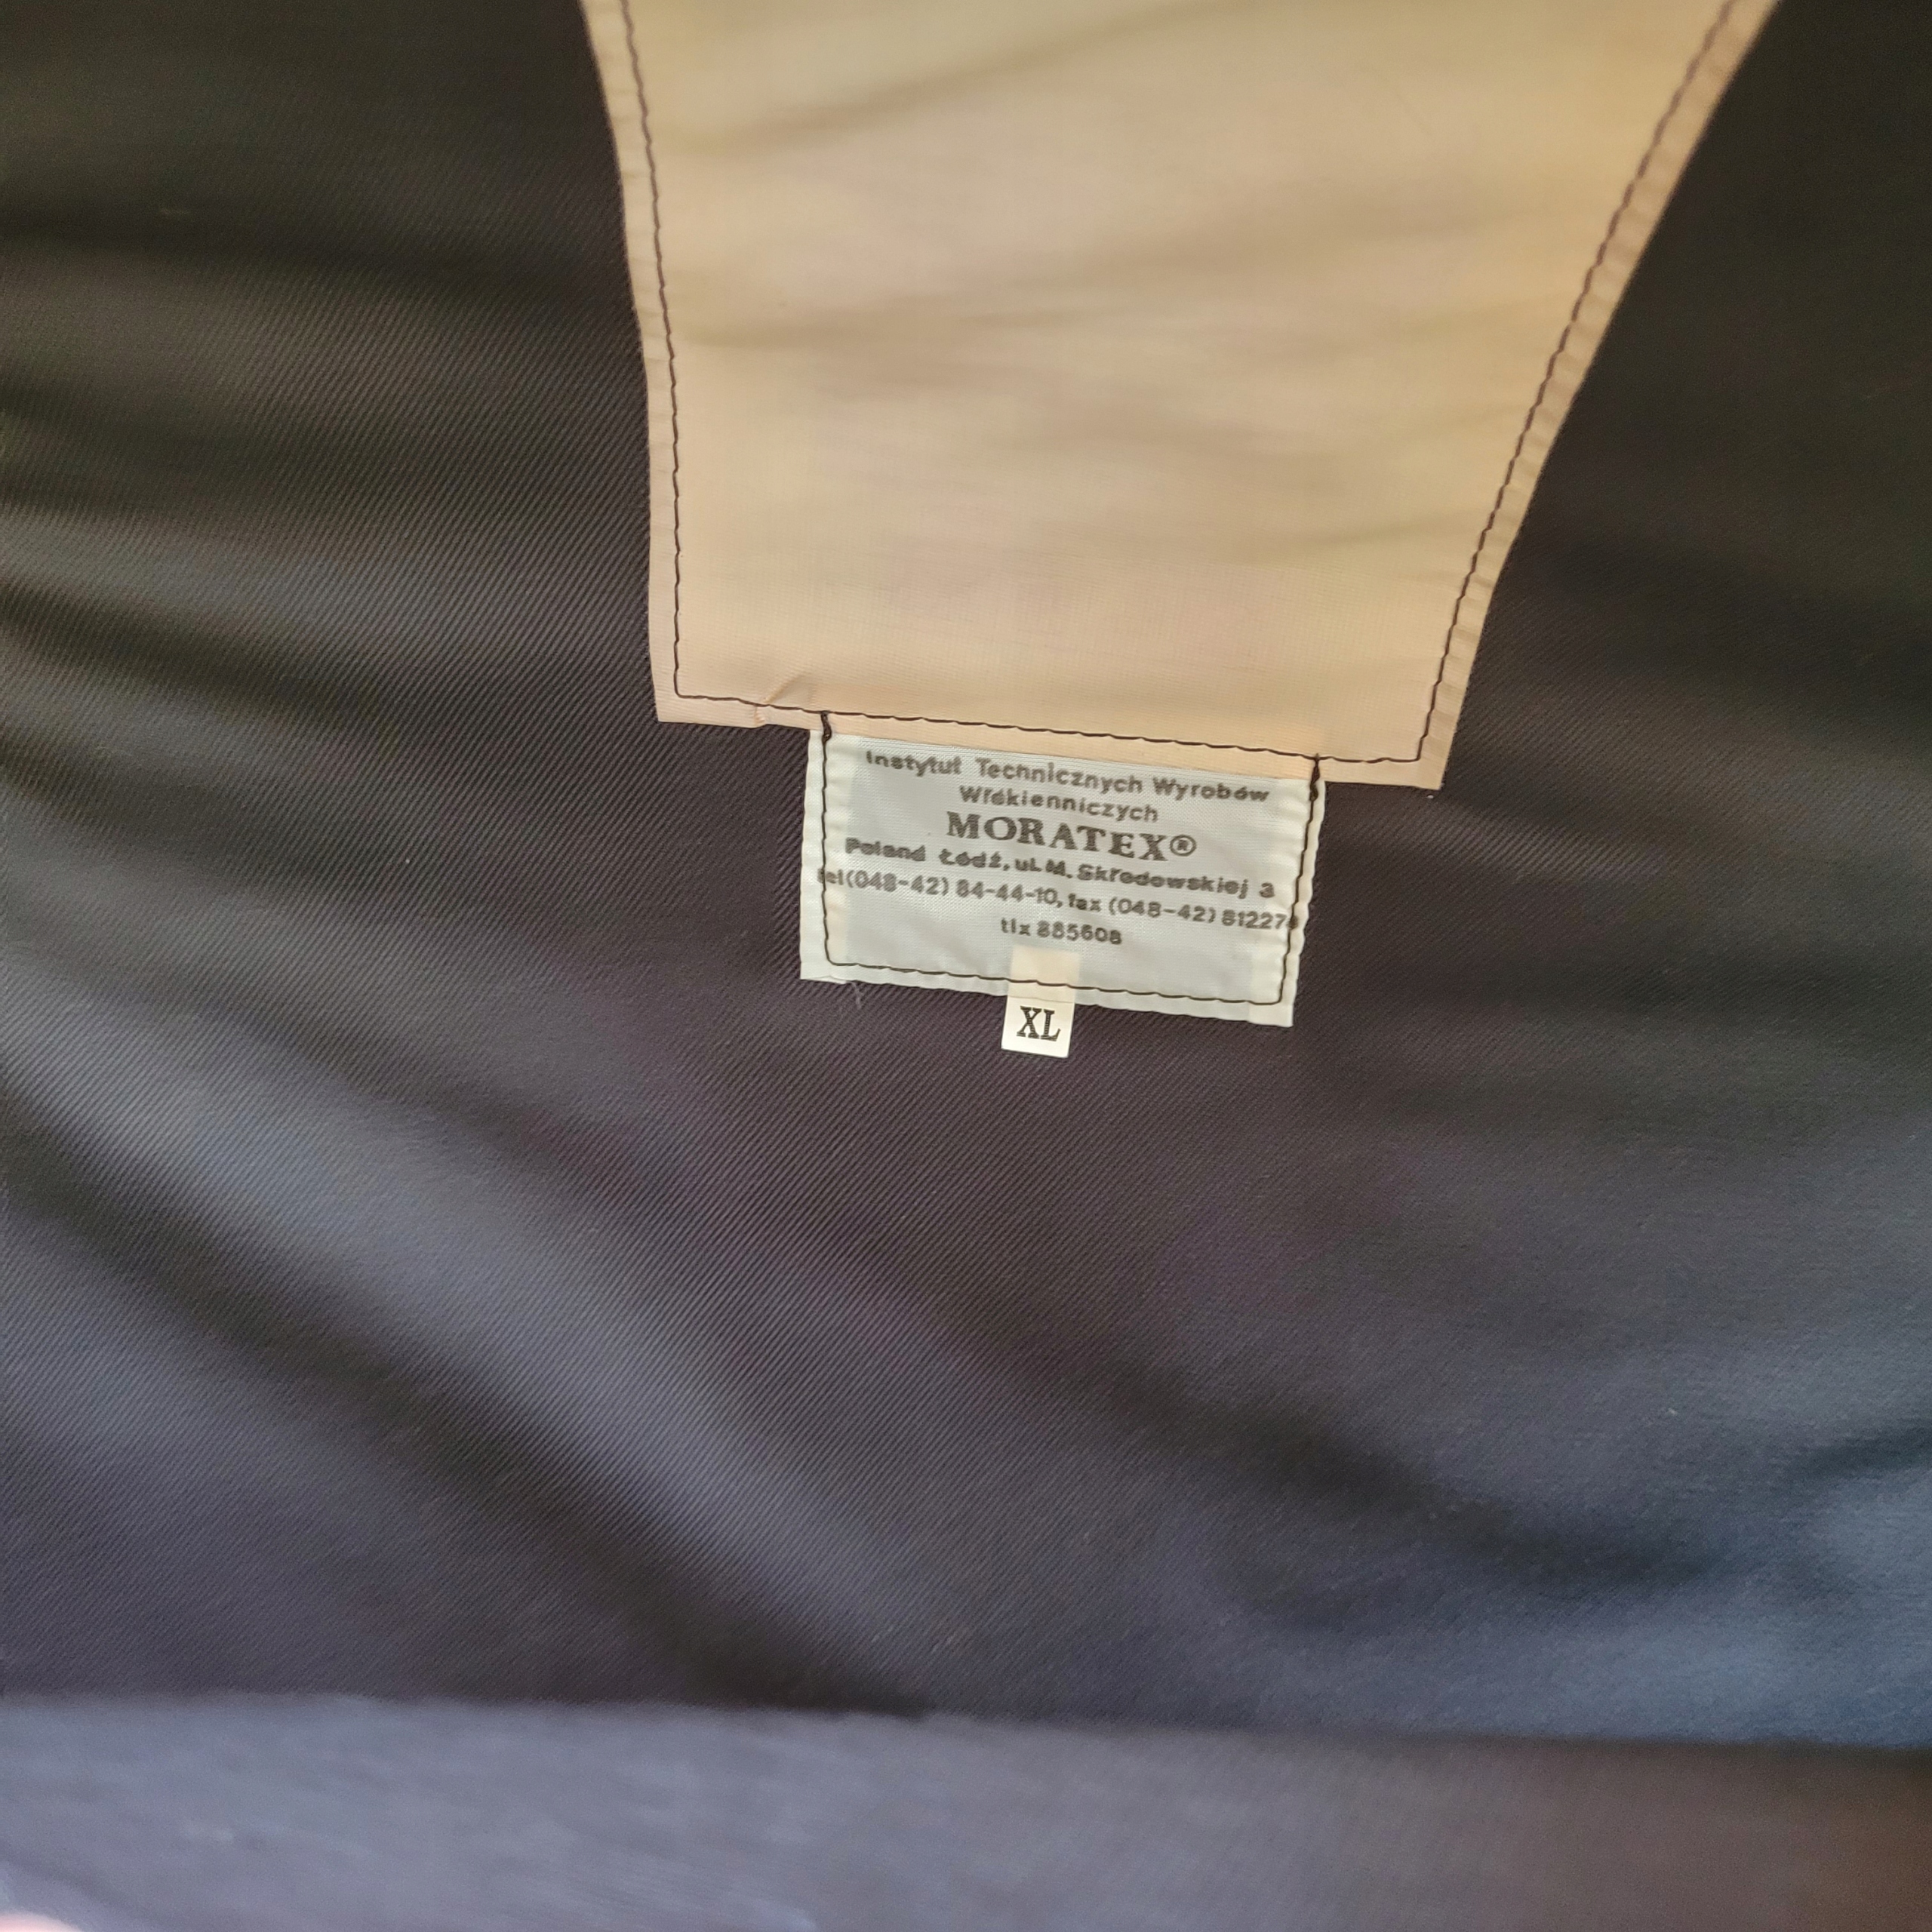 Instytut Technicznych Wyrobów
Włókienniczych
MORATEX®
Poland Łódź, ul. M. Skłodowskiej 3
tel (048-42) 84-44-10, fax (048-42)
tlx 885608
XL